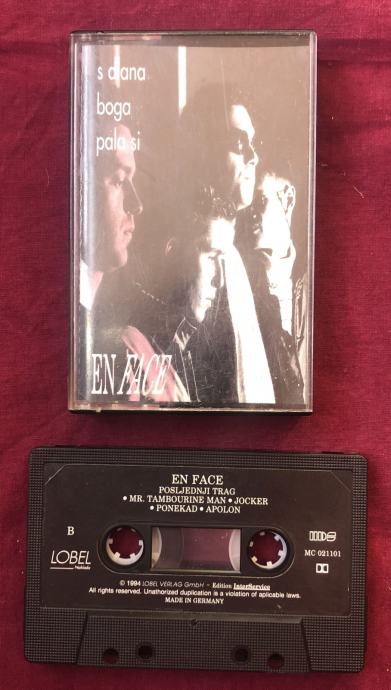 s dlana
boga
pala si
EN FACE
EN FACE
POSLJEDNJI TRAG
• MR. TAMBOURINE MAN • JOCKER
• PONEKAD • APOLON
B
LOBEL
MC 021101
© 1994 LOBEL VERLAG GmbH - Edition InterService
All rights reserved. Unathorized duplication is a violation of aplicable laws.
MADE IN GERMANY